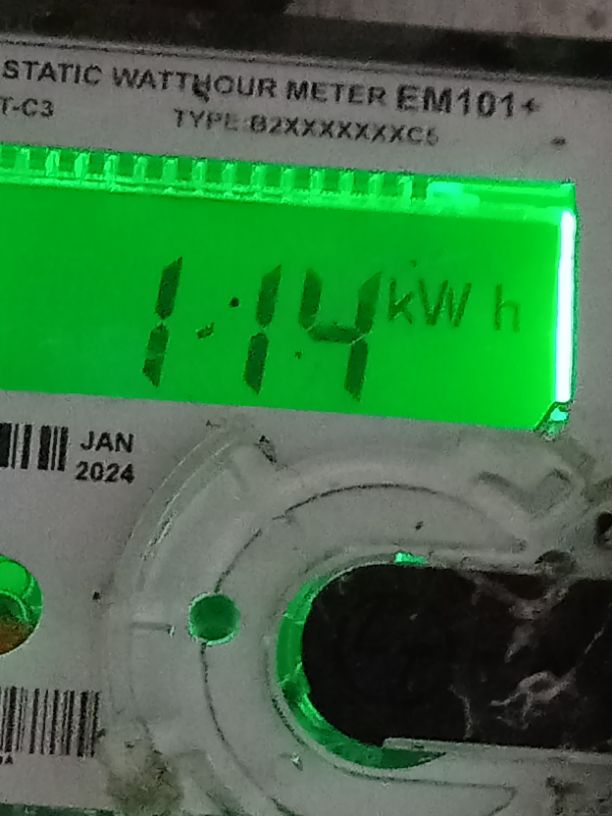 STATIC WATTHOUR METER EM101+
T-C3 TYPE:B2XXXXXXXC5
1.14 kWh
JAN
2024